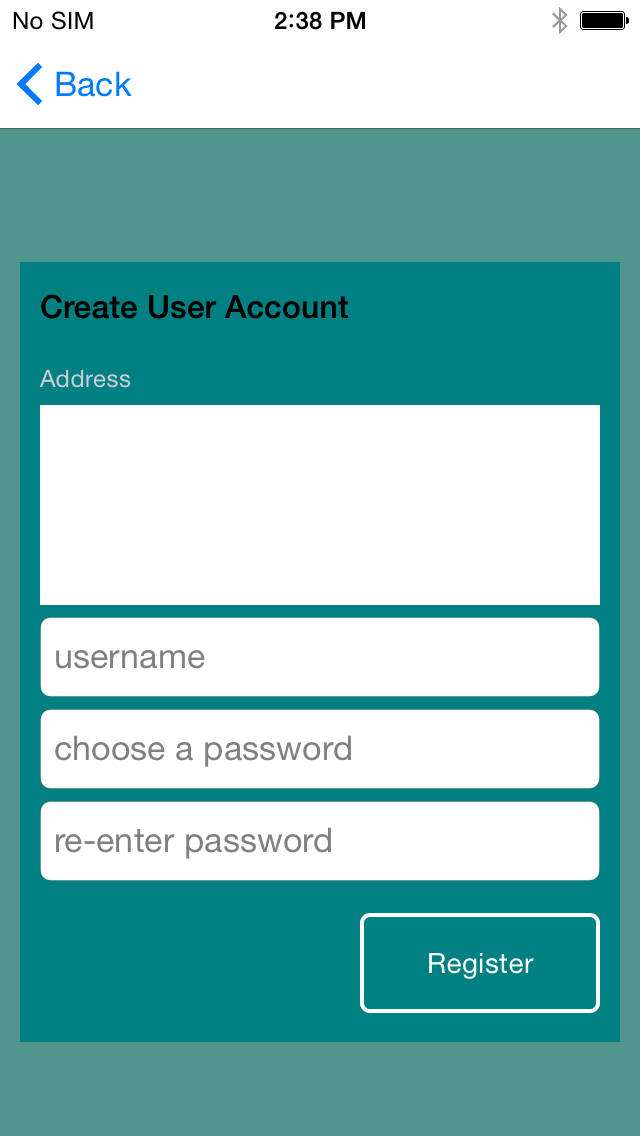 No SIM 2:38 PM
Back
Create User Account
Address
username
choose a password
re-enter password
Register